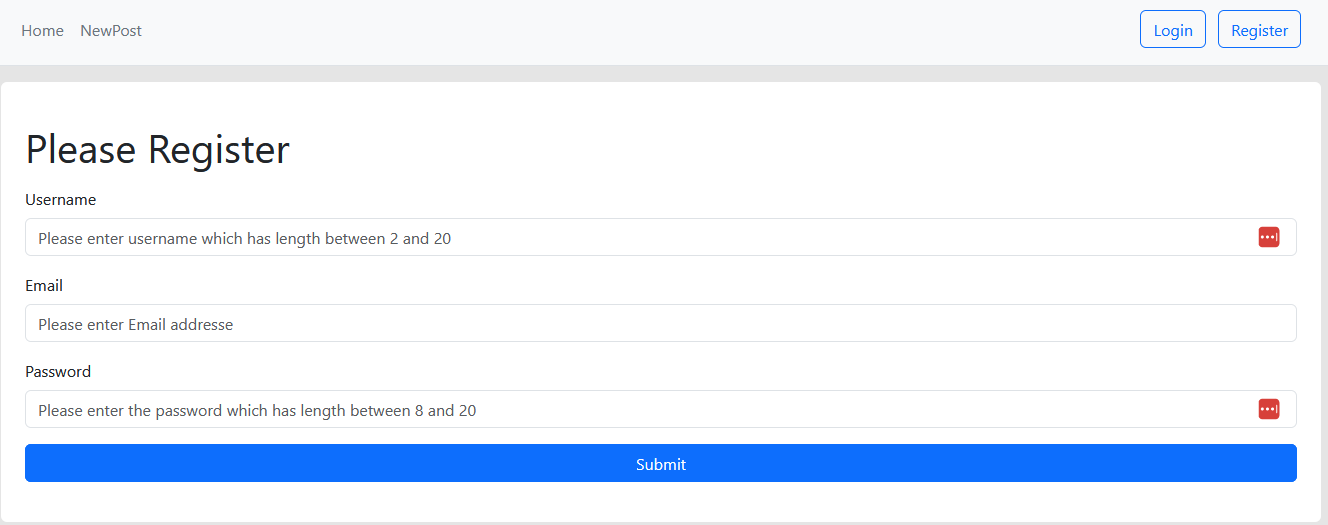 Home NewPost Login Register
Please Register
Username
Please enter username which has length between 2 and 20
Email
Please enter Email addresse
Password
Please enter the password which has length between 8 and 20
Submit